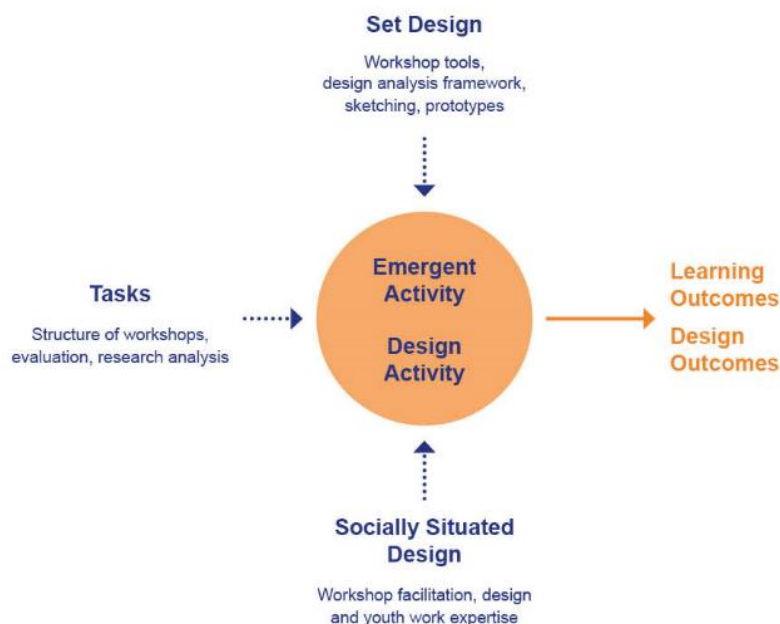 Set Design
Workshop tools,
design analysis framework,
sketching, prototypes
Tasks
Structure of workshops,
evaluation, research analysis
Emergent
Activity
Design
Activity
Learning
Outcomes
Design
Outcomes
Socially Situated
Design
Workshop facilitation, design
and youth work expertise